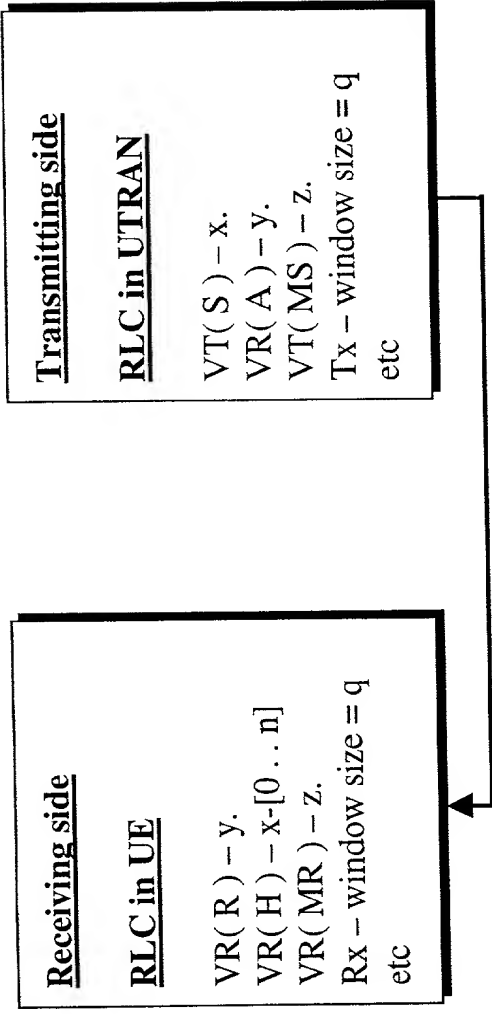 Receiving side
RLC in UE
VR( R ) – y.
VR( H ) – x-[0 . . n]
VR( MR ) – z.
Rx – window size = q
etc
Transmitting side
RLC in UTRAN
VT( S ) – x.
VR( A ) – y.
VT( MS ) – z.
Tx – window size = q
etc